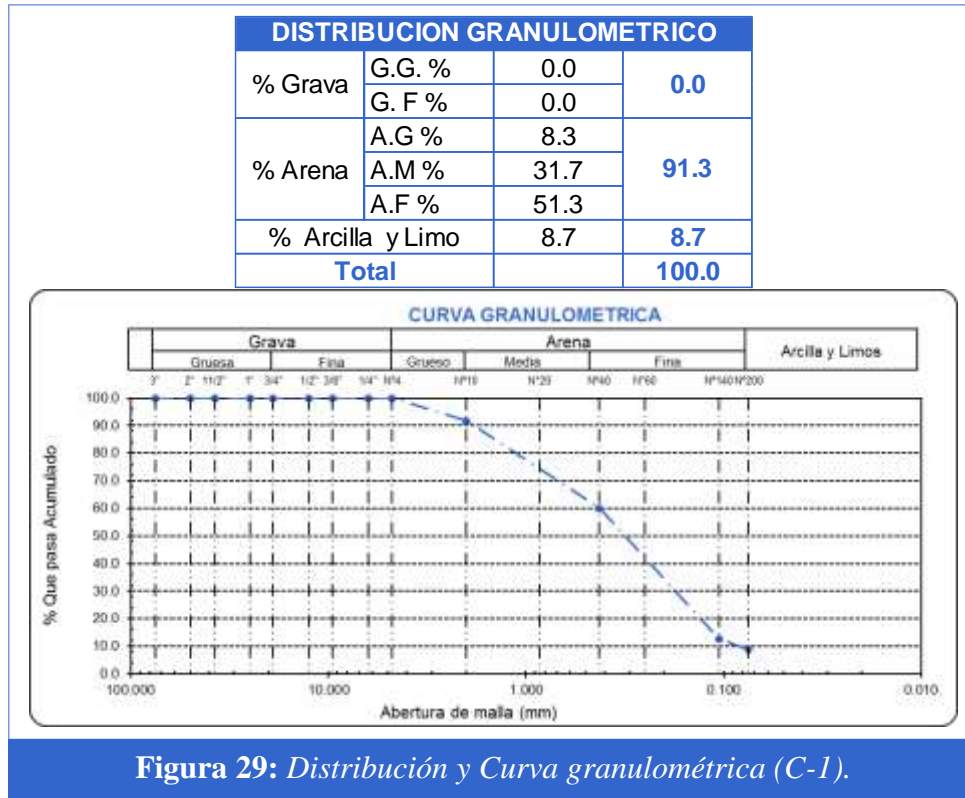 DISTRIBUCION GRANULOMETRICO
% Grava G.G. % 0.0 0.0
G. F % 0.0
% Arena A.G % 8.3 91.3
A.M % 31.7
A.F % 51.3
% Arcilla y Limo 8.7 8.7
Total 100.0
CURVA GRANULOMETRICA
Grava Arena Arcilla y Limos
Gruesa Fina Grueso Media Fina
3" 2" 11/2" 1" 3/4" 1/2" 3/8" 1/4" Nº4 Nº10 Nº20 Nº40 Nº60 Nº140 Nº200
100.0
90.0
80.0
70.0
60.0
50.0
40.0
30.0
20.0
10.0
0.0
% Que pasa Acumulado
100.000 10.000 1.000 0.100 0.010
Abertura de malla (mm)
Figura 29: Distribución y Curva granulométrica (C-1).